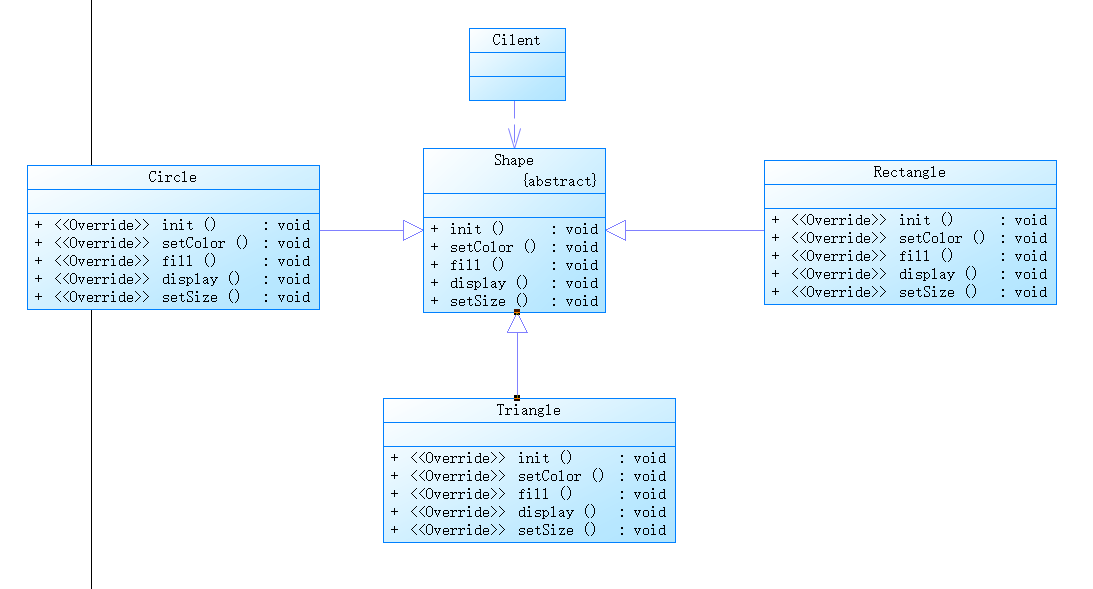 Cilent
Shape
{abstract}
+ init () : void
+ setColor () : void
+ fill () : void
+ display () : void
+ setSize () : void
Circle
+ <<Override>> init () : void
+ <<Override>> setColor () : void
+ <<Override>> fill () : void
+ <<Override>> display () : void
+ <<Override>> setSize () : void
Rectangle
+ <<Override>> init () : void
+ <<Override>> setColor () : void
+ <<Override>> fill () : void
+ <<Override>> display () : void
+ <<Override>> setSize () : void
Triangle
+ <<Override>> init () : void
+ <<Override>> setColor () : void
+ <<Override>> fill () : void
+ <<Override>> display () : void
+ <<Override>> setSize () : void